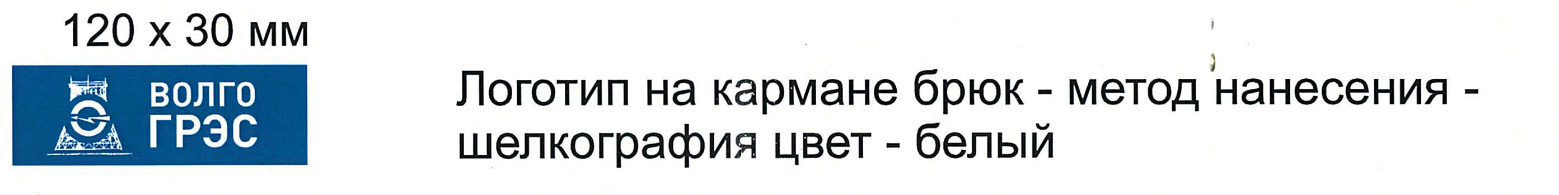 120 x 30 мм
ВОЛГО
ГРЭС
Логотип на кармане брюк - метод нанесения -
шелкография цвет - белый